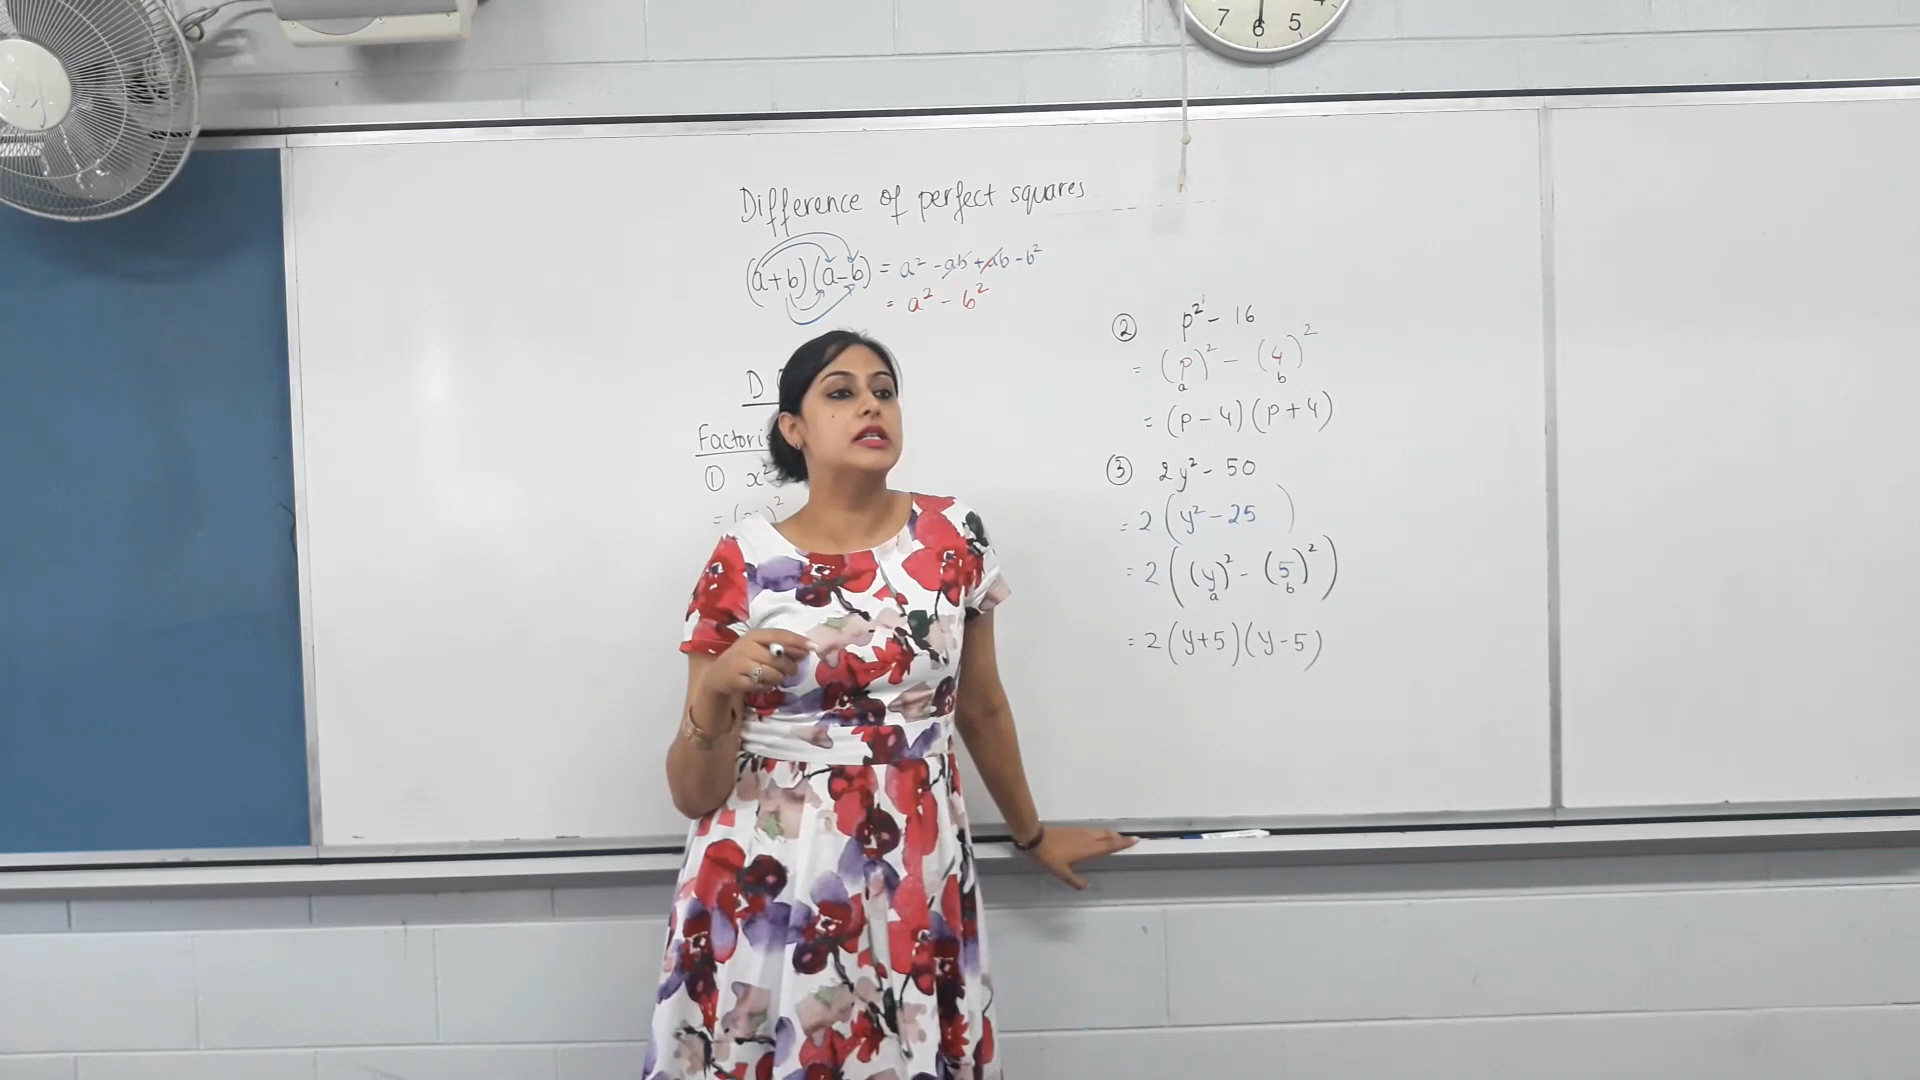 7 6 5
Difference of perfect squares
(a+b)(a-b) = a² - ab + ab - b²
= a² - b²
D
Factoris
① x²
= ( )²
② p² - 16
= (p)² - (4)²
a b
= (p - 4)(p + 4)
③ 2y² - 50
= 2(y² - 25 )
= 2((y)² - (5)²)
a b
= 2(y+5)(y-5)